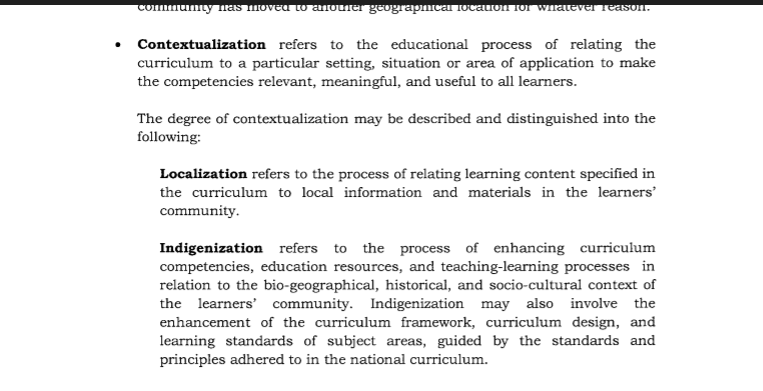 community has moved to another geographical location for whatever reason.
• Contextualization refers to the educational process of relating the
curriculum to a particular setting, situation or area of application to make
the competencies relevant, meaningful, and useful to all learners.
The degree of contextualization may be described and distinguished into the
following:
Localization refers to the process of relating learning content specified in
the curriculum to local information and materials in the learners’
community.
Indigenization refers to the process of enhancing curriculum
competencies, education resources, and teaching-learning processes in
relation to the bio-geographical, historical, and socio-cultural context of
the learners’ community. Indigenization may also involve the
enhancement of the curriculum framework, curriculum design, and
learning standards of subject areas, guided by the standards and
principles adhered to in the national curriculum.